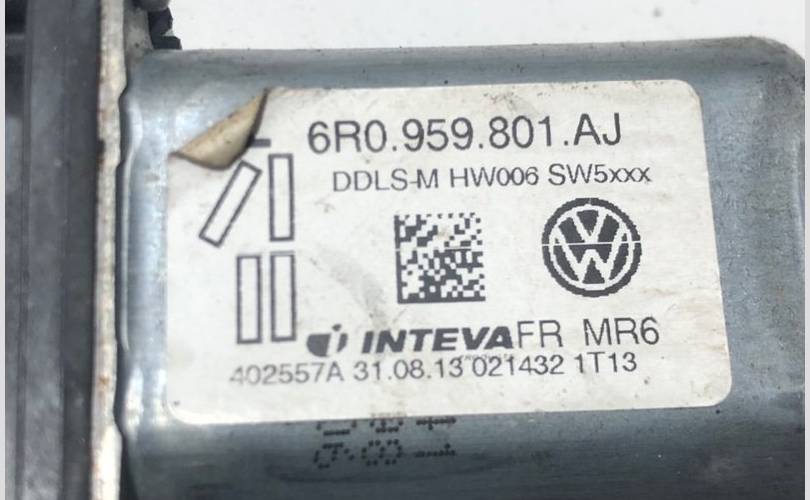 6R0.959.801.AJ
DDLS-M HW006 SW5xxx
INTEVA FR MR6
402557A 31.08.13 021432 1T13